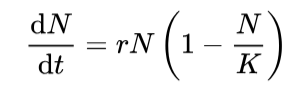 dN/dt = rN(1 − N/K)